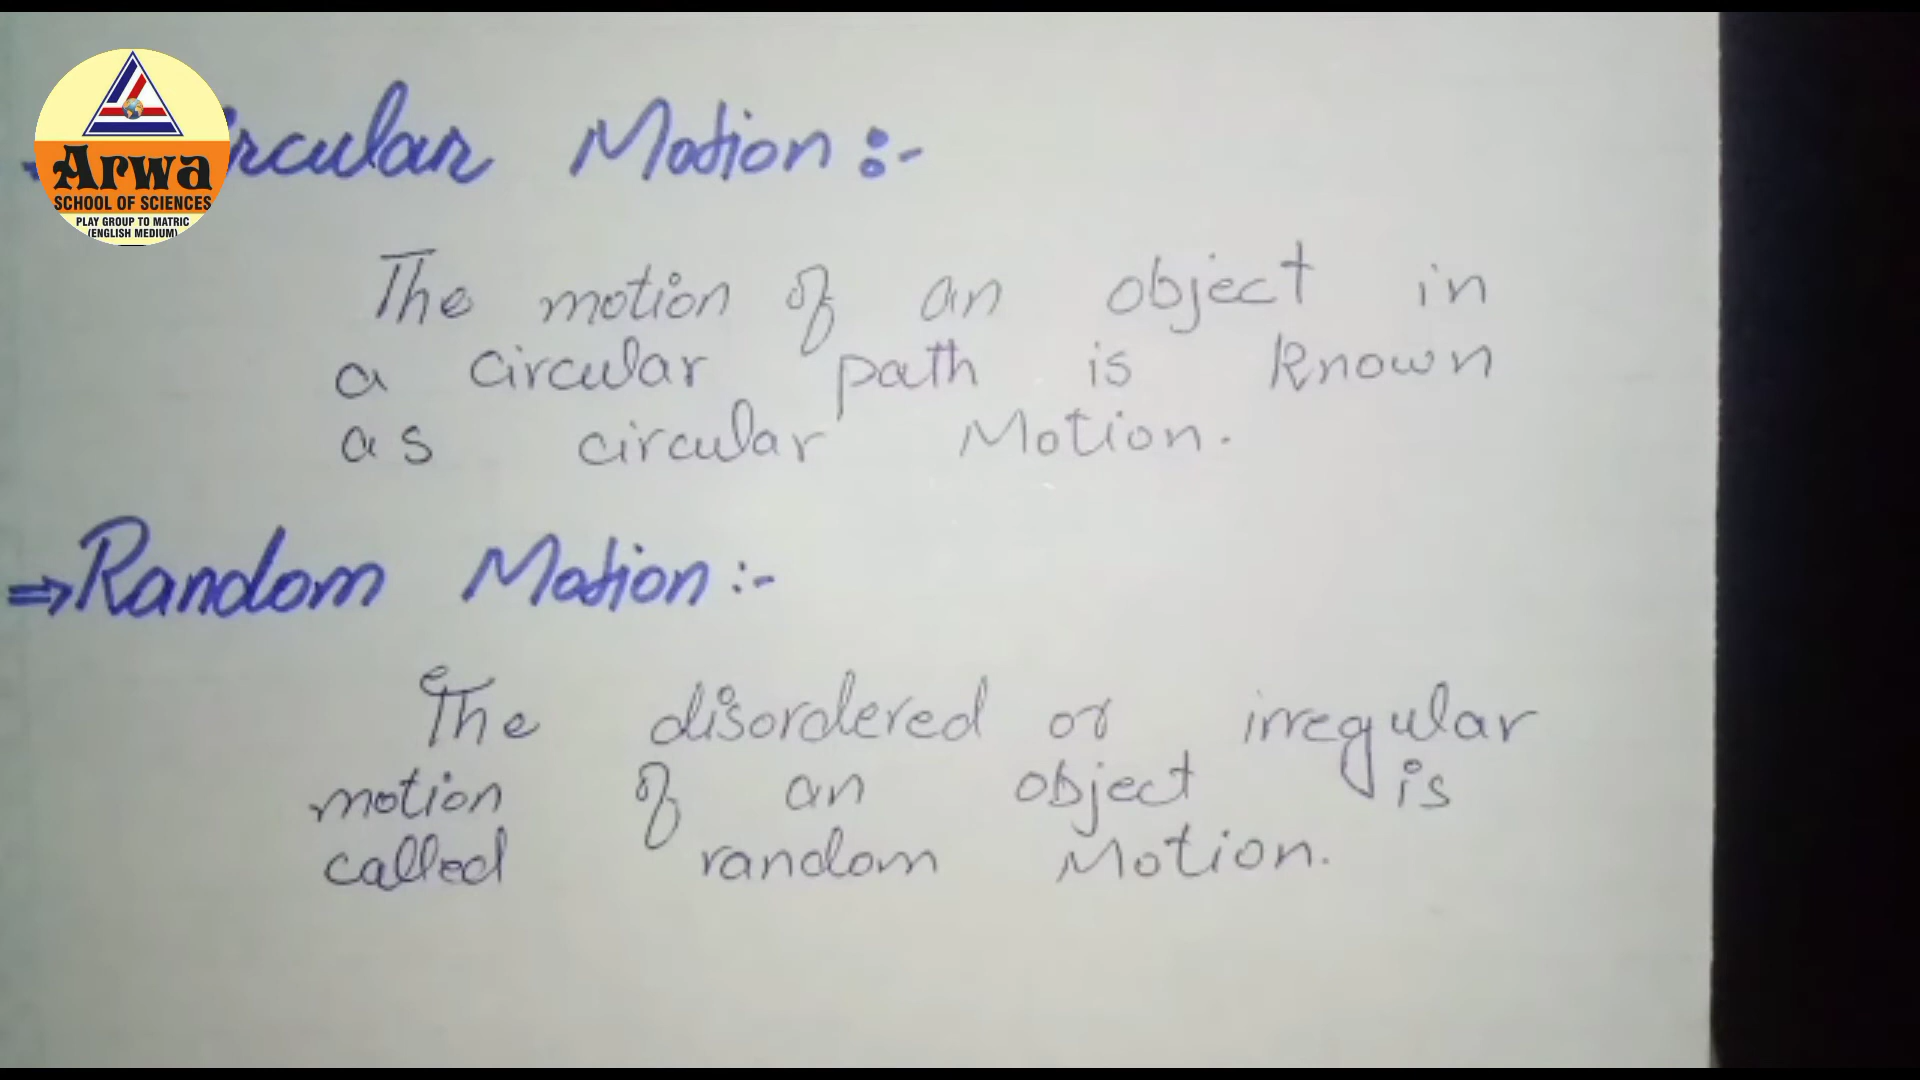 ⇒ Circular Motion:-
Arwa
SCHOOL OF SCIENCES
PLAY GROUP TO MATRIC
(ENGLISH MEDIUM)
The motion of an object in
a circular path is known
as circular Motion.
⇒Random Motion:-
The disordered or irregular
motion of an object is
called random Motion.